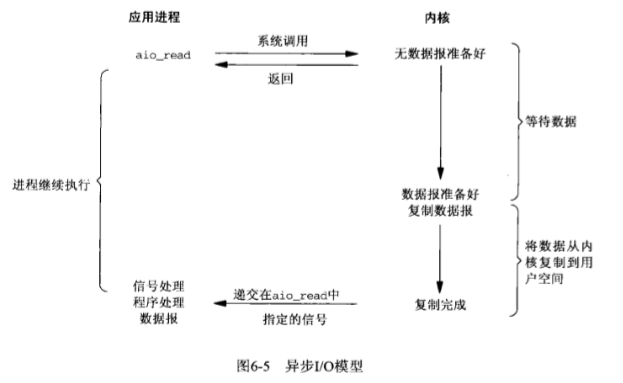 应用进程
内核
系统调用
aio_read
无数据报准备好
返回
等待数据
进程继续执行
数据报准备好
复制数据报
将数据从内
核复制到用
户空间
信号处理
程序处理
数据报
递交在aio_read中
指定的信号
复制完成
图6-5 异步I/O模型